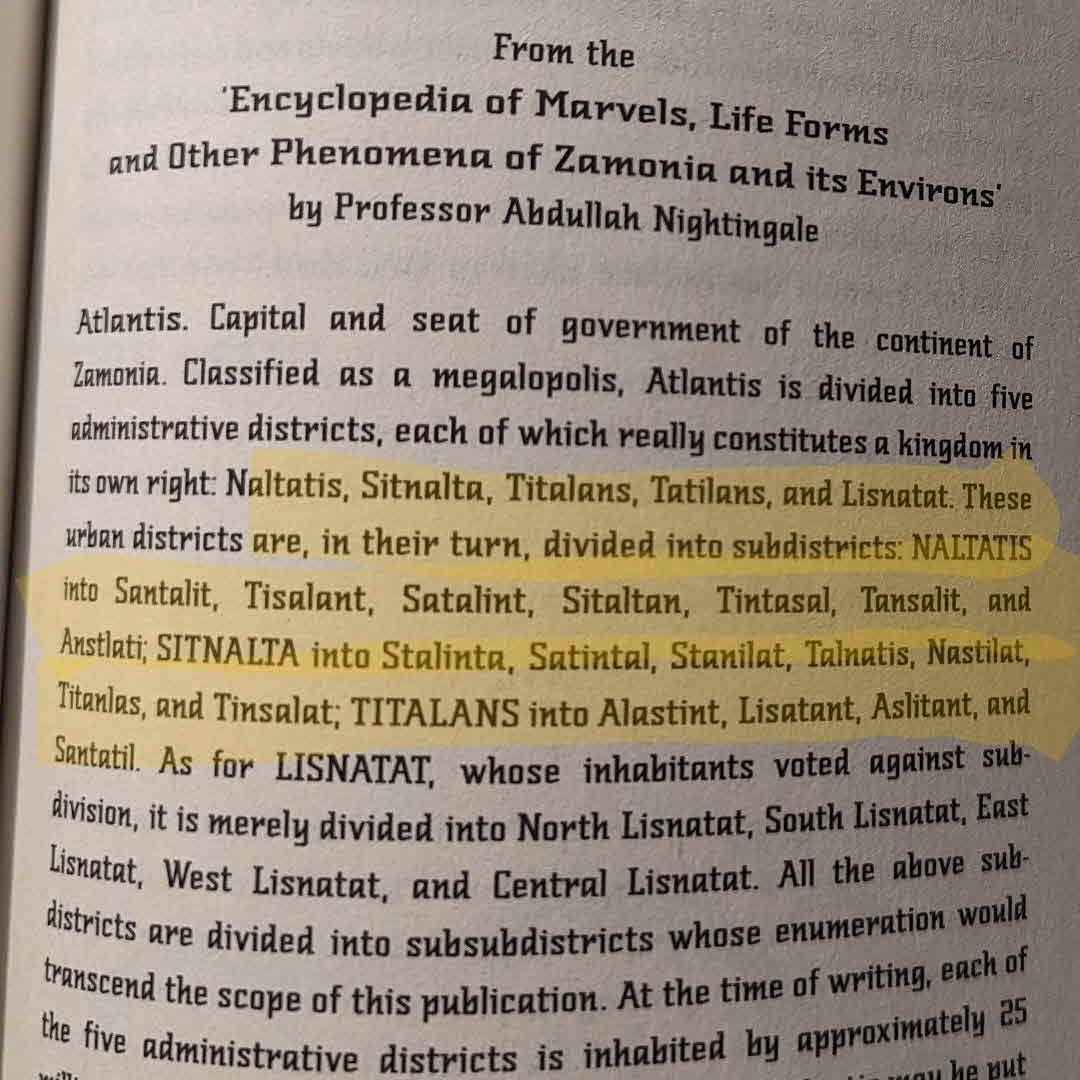 From the
'Encyclopedia of Marvels, Life Forms
and Other Phenomena of Zamonia and its Environs'
by Professor Abdullah Nightingale
Atlantis. Capital and seat of government of the continent of
Zamonia. Classified as a megalopolis, Atlantis is divided into five
administrative districts, each of which really constitutes a kingdom in
its own right: Naltatis, Sitnalta, Titalans, Tatilans, and Lisnatat. These
urban districts are, in their turn, divided into subdistricts: NALTATIS
into Santalit, Tisalant, Satalint, Sitaltan, Tintasal, Tansalit, and
Anstlati; SITNALTA into Stalinta, Satintal, Stanilat, Talnatis, Nastilat,
Titanlas, and Tinsalat; TITALANS into Alastint, Lisatant, Aslitant, and
Santatil. As for LISNATAT, whose inhabitants voted against sub-
division, it is merely divided into North Lisnatat, South Lisnatat, East
Lisnatat, West Lisnatat, and Central Lisnatat. All the above sub-
districts are divided into subsubdistricts whose enumeration would
transcend the scope of this publication. At the time of writing, each of
the five administrative districts is inhabited by approximately 25
may be put